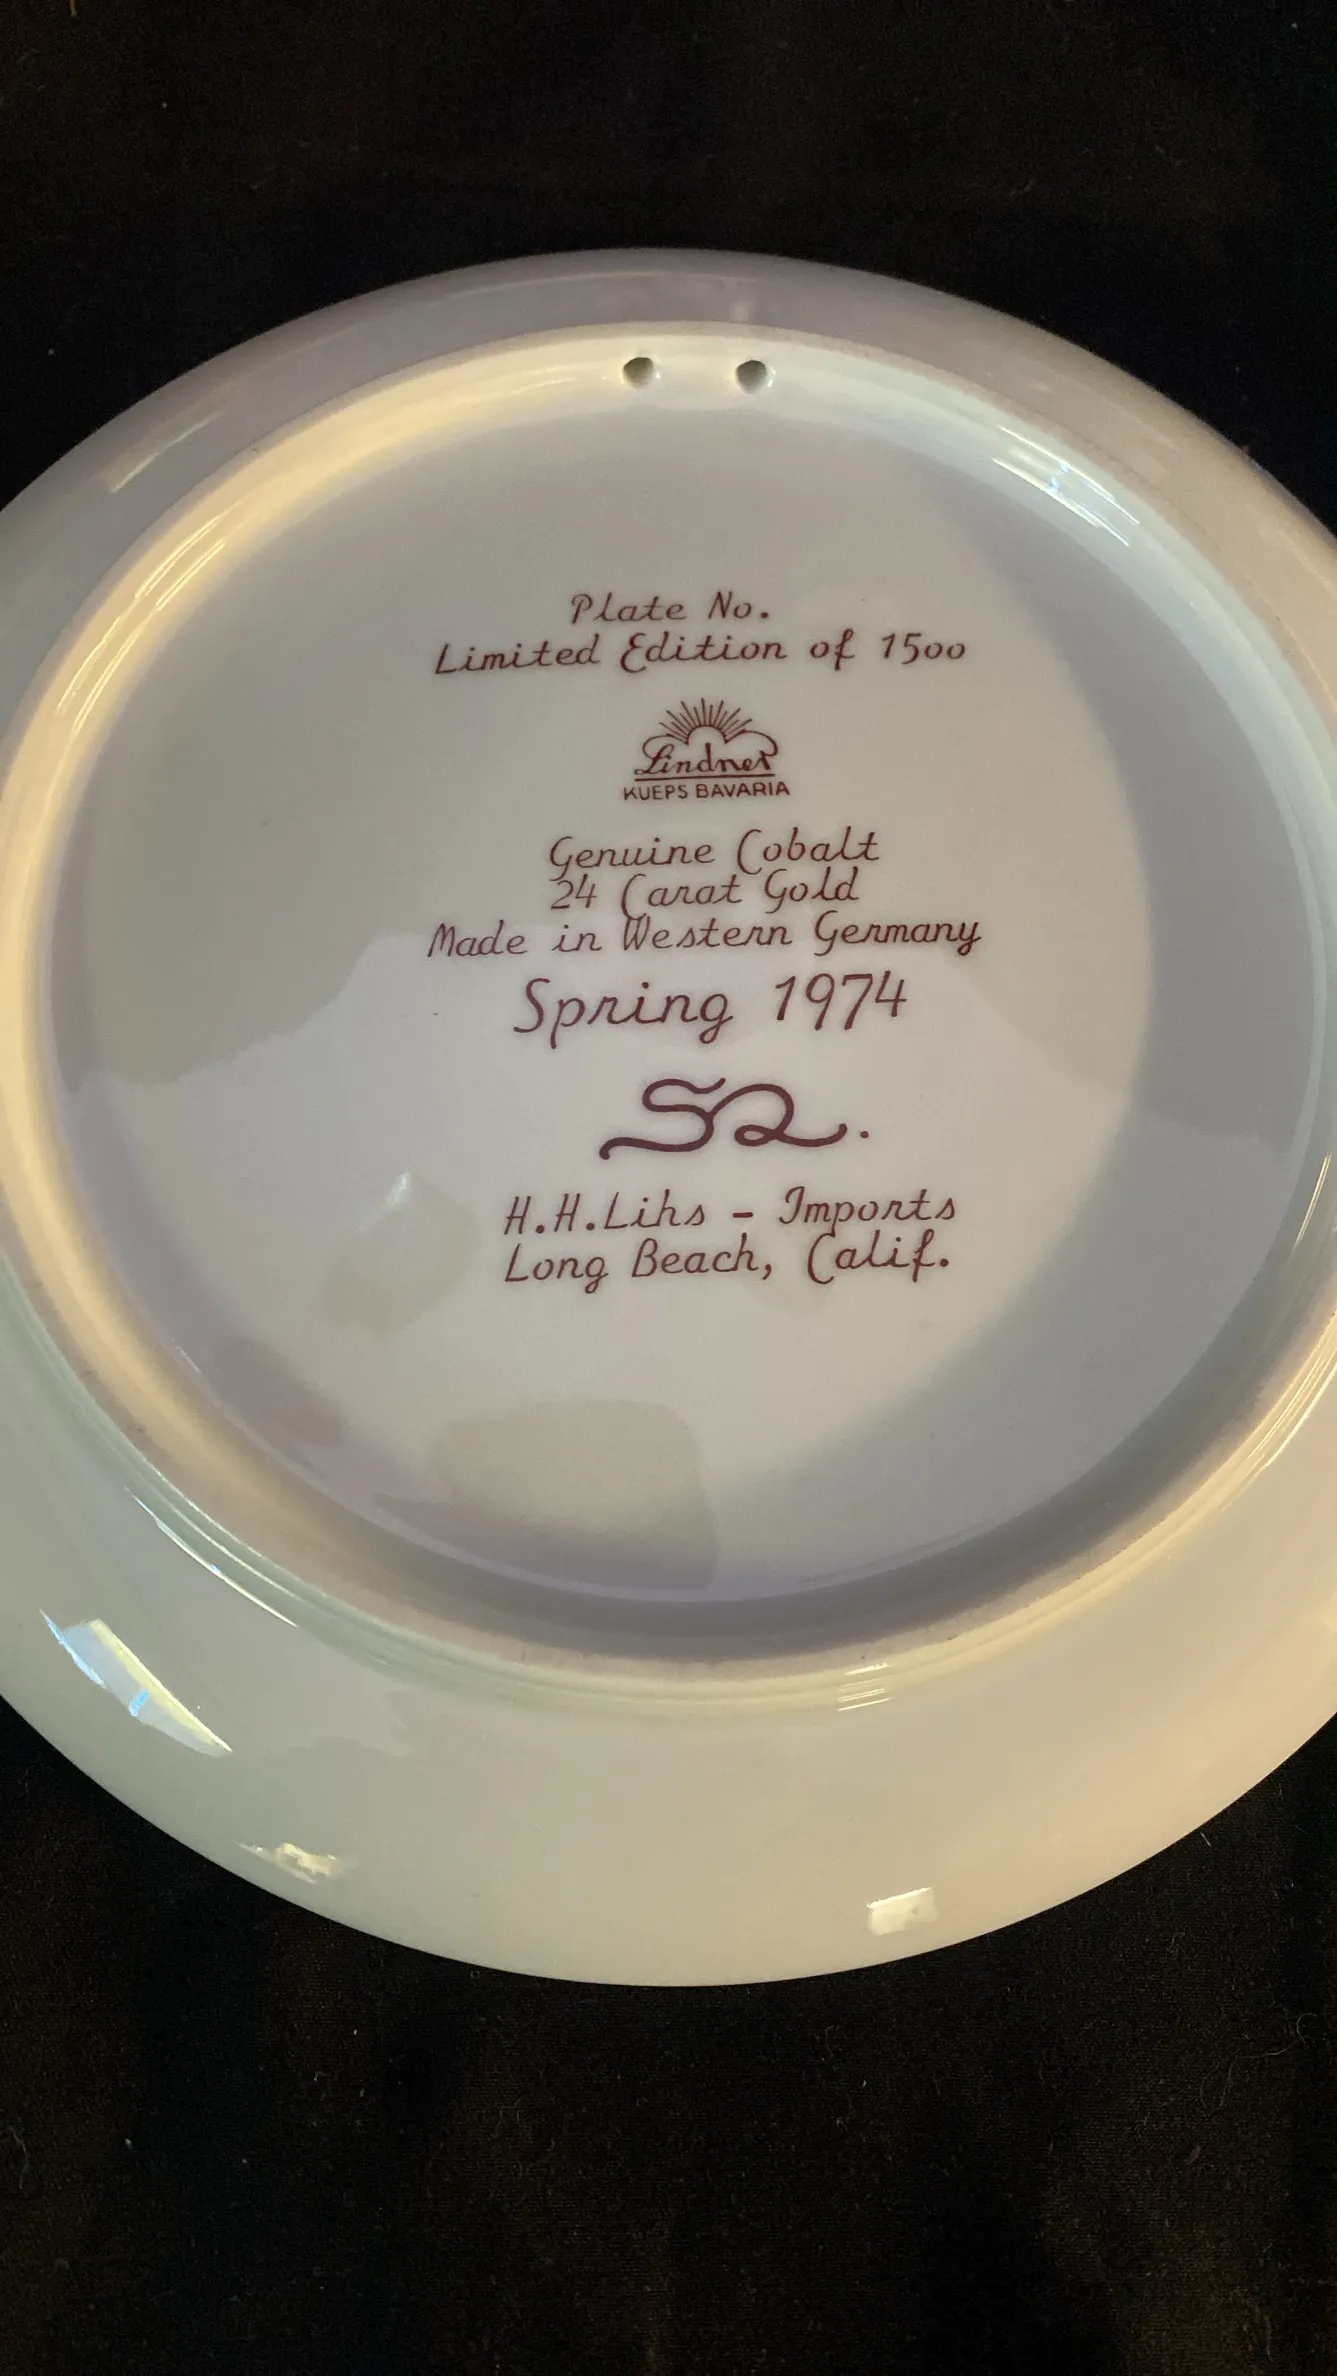 Plate No.
Limited Edition of 1500
Lindner
KUEPS BAVARIA
Genuine Cobalt
24 Carat Gold
Made in Western Germany
Spring 1974
H.H.Lihs - Imports
Long Beach, Calif.